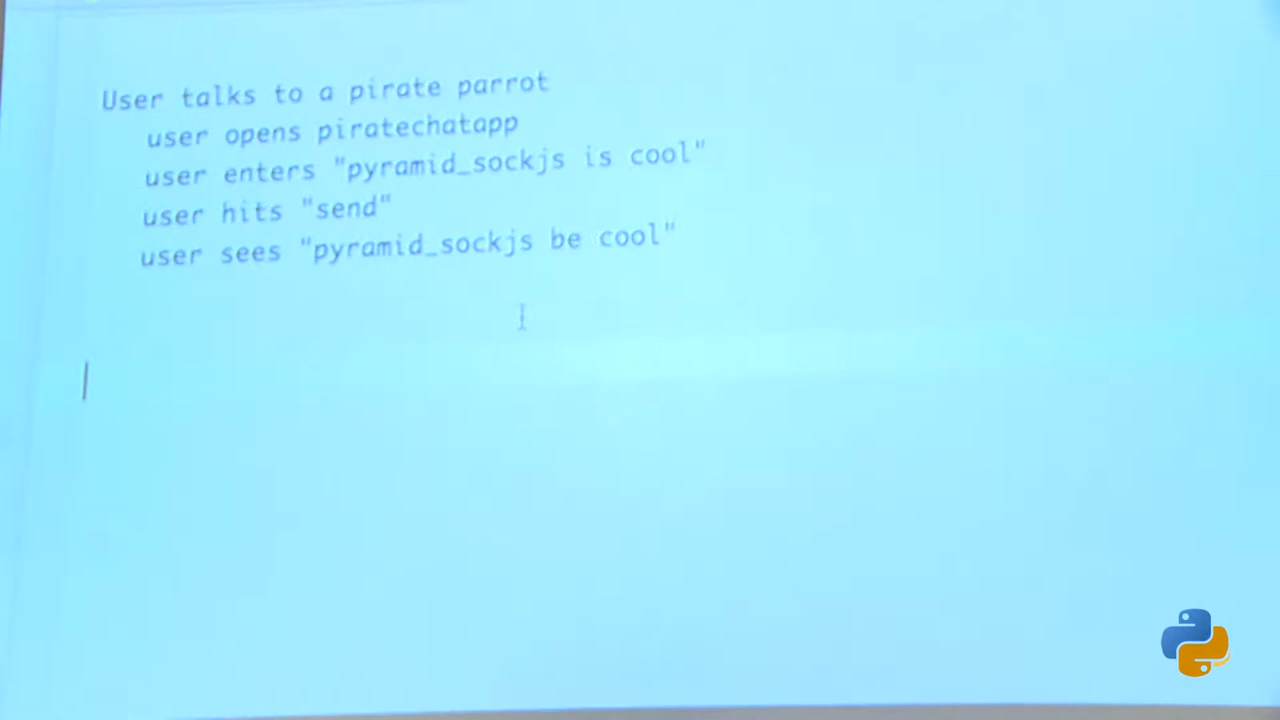 User talks to a pirate parrot
user opens piratechatapp
user enters "pyramid_sockjs is cool"
user hits "send"
user sees "pyramid_sockjs be cool"